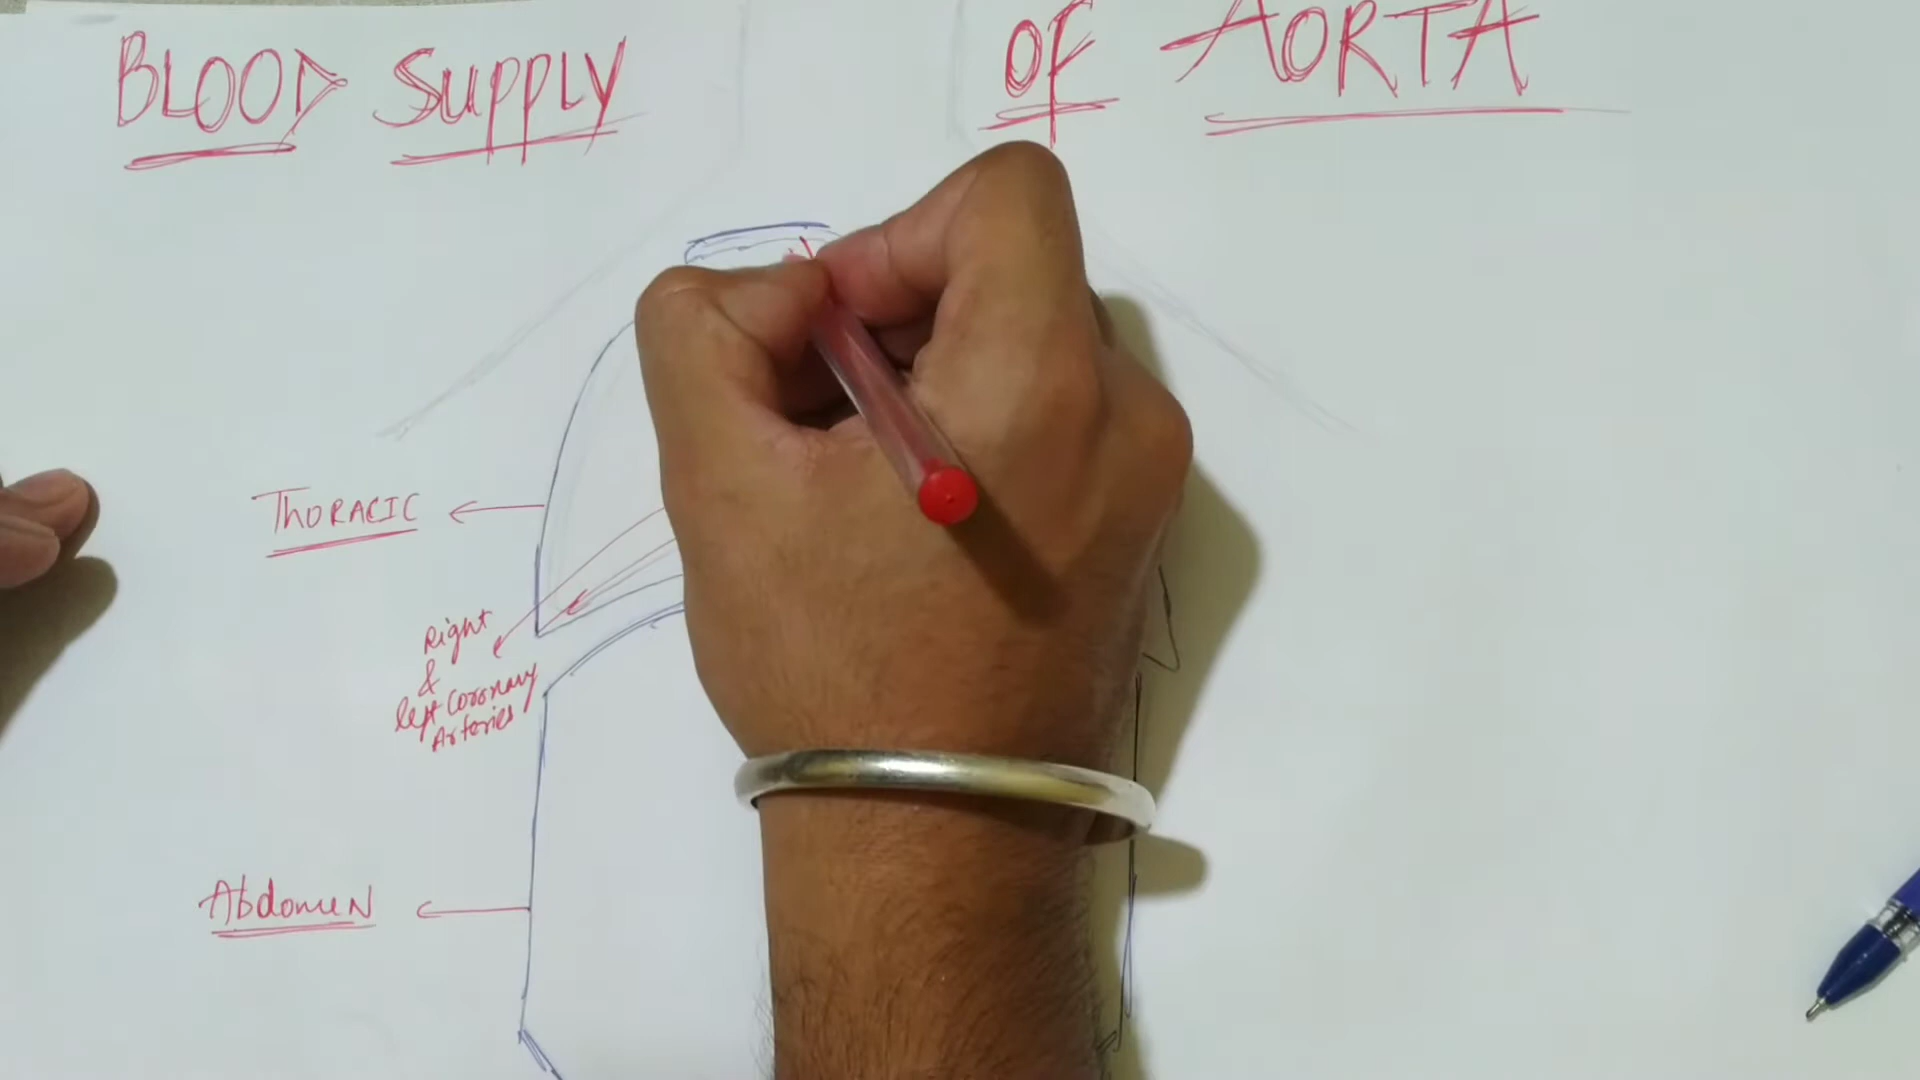 BLOOD SUPPLY OF AORTA
THORACIC
Right
&
left Coronary
Arteries
AbdomeN